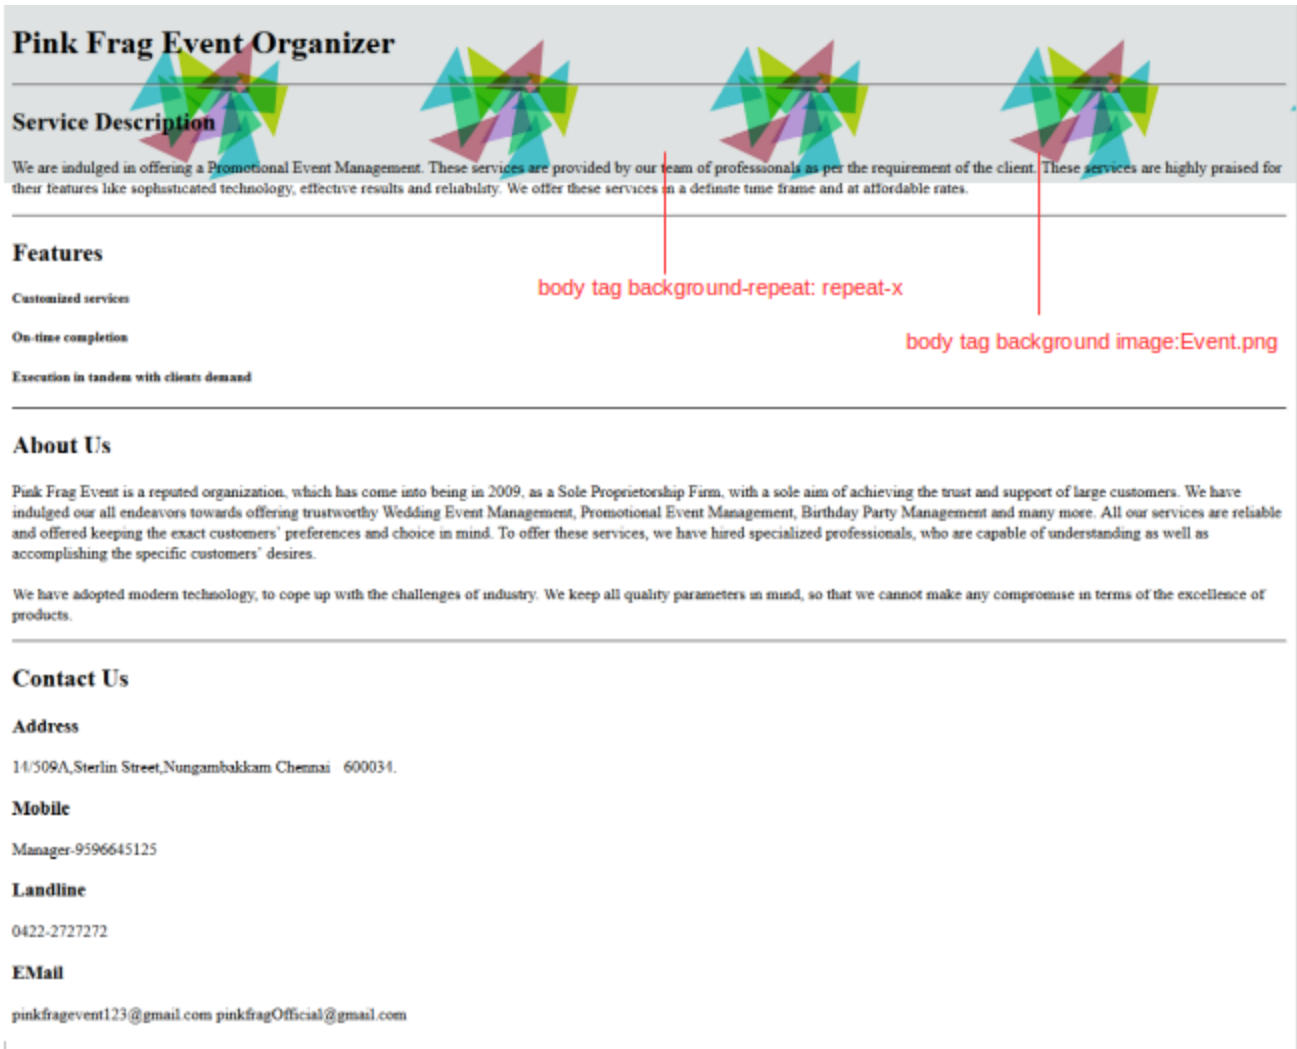 Pink Frag Event Organizer
Service Description
We are indulged in offering a Promotional Event Management. These services are provided by our team of professionals as per the requirement of the client. These services are highly praised for
their features like sophisticated technology, effective results and reliability. We offer these services in a definite time frame and at affordable rates.
Features
body tag background-repeat: repeat-x
Customized services
On-time completion
body tag background image:Event.png
Execution in tandem with clients demand
About Us
Pink Frag Event is a reputed organization, which has come into being in 2009, as a Sole Proprietorship Firm, with a sole aim of achieving the trust and support of large customers. We have
indulged our all endeavors towards offering trustworthy Wedding Event Management, Promotional Event Management, Birthday Party Management and many more. All our services are reliable
and offered keeping the exact customers' preferences and choice in mind. To offer these services, we have hired specialized professionals, who are capable of understanding as well as
accomplishing the specific customers' desires.
We have adopted modern technology, to cope up with the challenges of industry. We keep all quality parameters in mind, so that we cannot make any compromise in terms of the excellence of
products.
Contact Us
Address
14/509A,Sterlin Street,Nungambakkam Chennai 600034.
Mobile
Manager-9596645125
Landline
0422-2727272
EMail
pinkfragevent123@gmail.com pinkfragOfficial@gmail.com